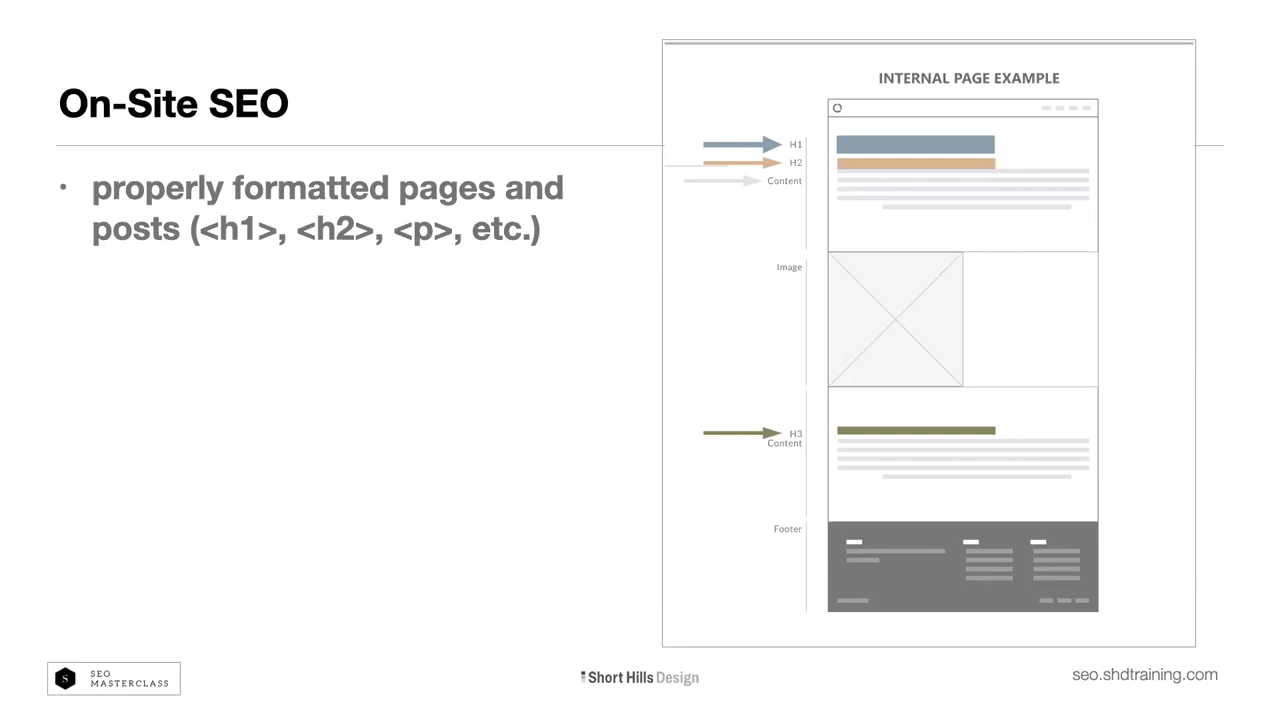 On-Site SEO
• properly formatted pages and
posts (<h1>, <h2>, <p>, etc.)
INTERNAL PAGE EXAMPLE
H1
H2
Content
Image
H3
Content
Footer
S
SEO
MASTERCLASS
Short Hills Design
seo.shdtraining.com